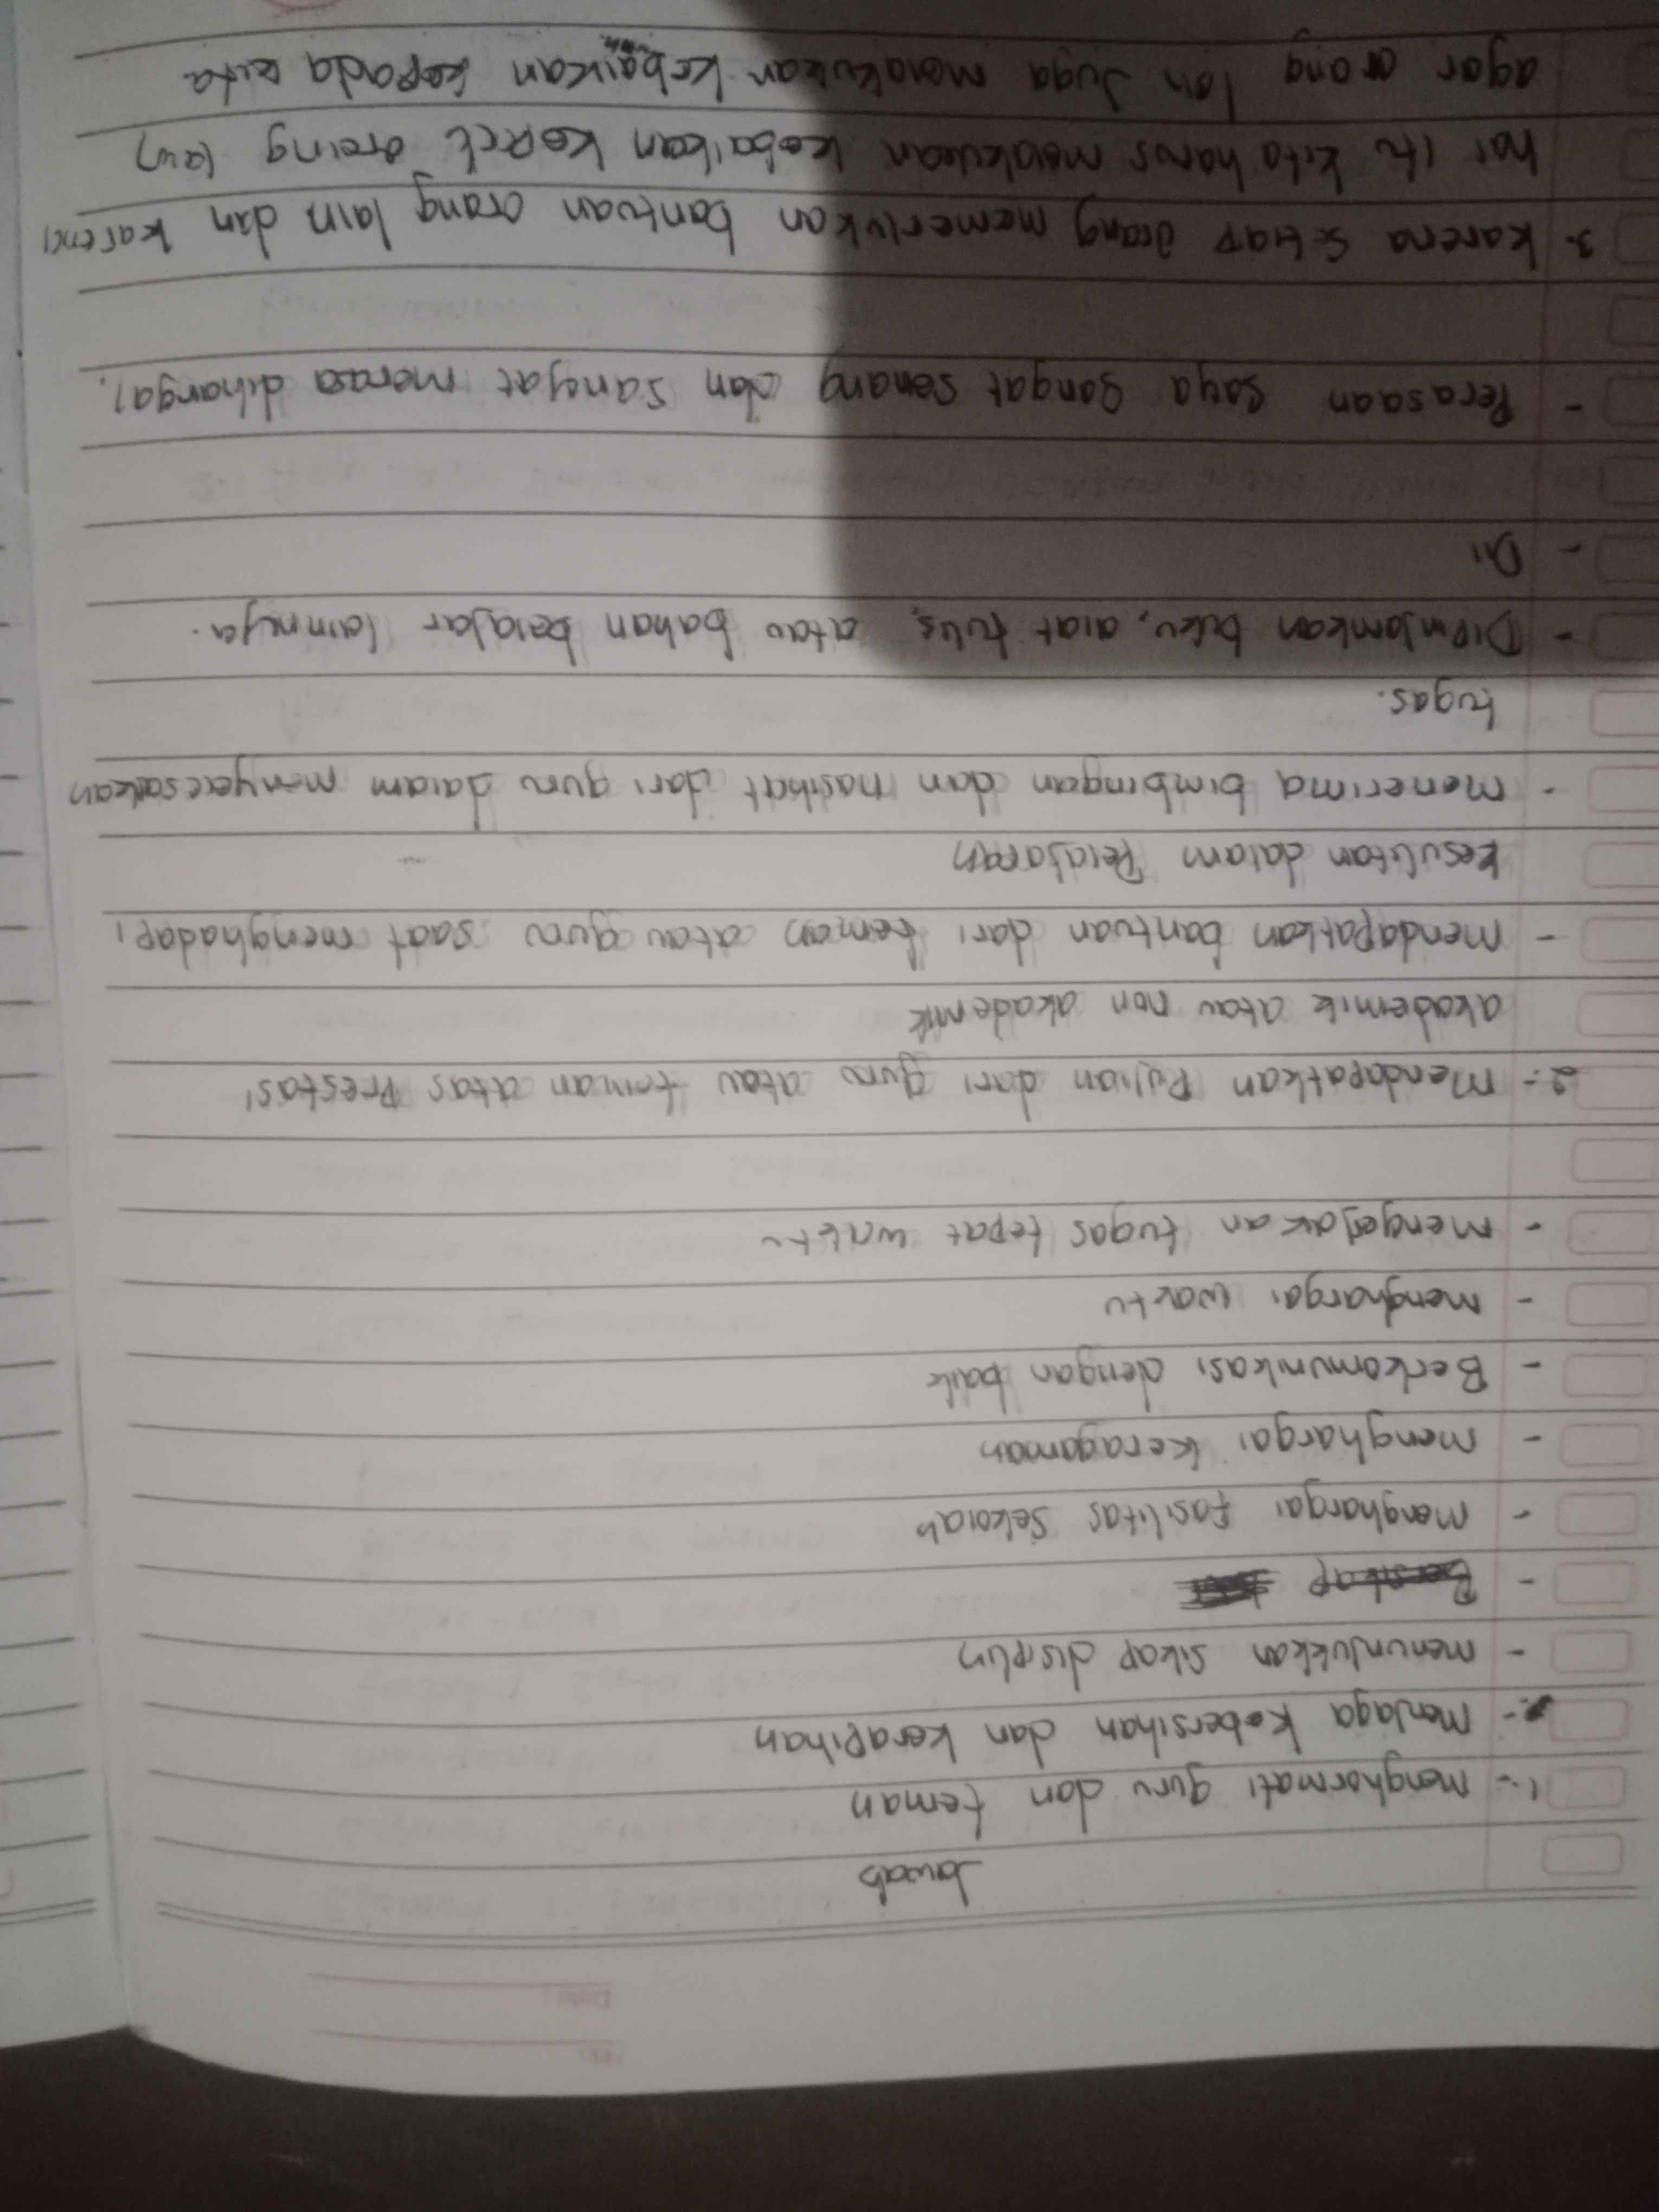 No
Date
Jawab
1. - menghormati guru dan teman
- menjaga kebersihan dan kerapihan
- menunjukkan sikap disiplin
- Bersikap
- menghargai fasilitas sekolah
- menghargai keragaman
- Berkomunikasi dengan baik
- menghargai waktu
- mengerjakan tugas tepat waktu
2. - Mendapatkan Pujian dari guru atau teman atas Prestasi
akademik atau non akademik
- mendapatkan bantuan dari teman atau guru saat menghadapi
kesulitan dalam Pelajaran
- menerima bimbingan dan nasihat dari guru dalam menyelesaikan
tugas.
- Dipinjamkan buku, alat tulis, atau bahan belajar lainnya.
- Di
- Perasaan saya sangat senang dan sangat merasa dihargai.
3. karena setiap orang memerlukan bantuan orang lain dan karena
hal itu kita harus melakukan kebaikan orang lain
agar orang lain Juga melakukan kebaikan kepada kita